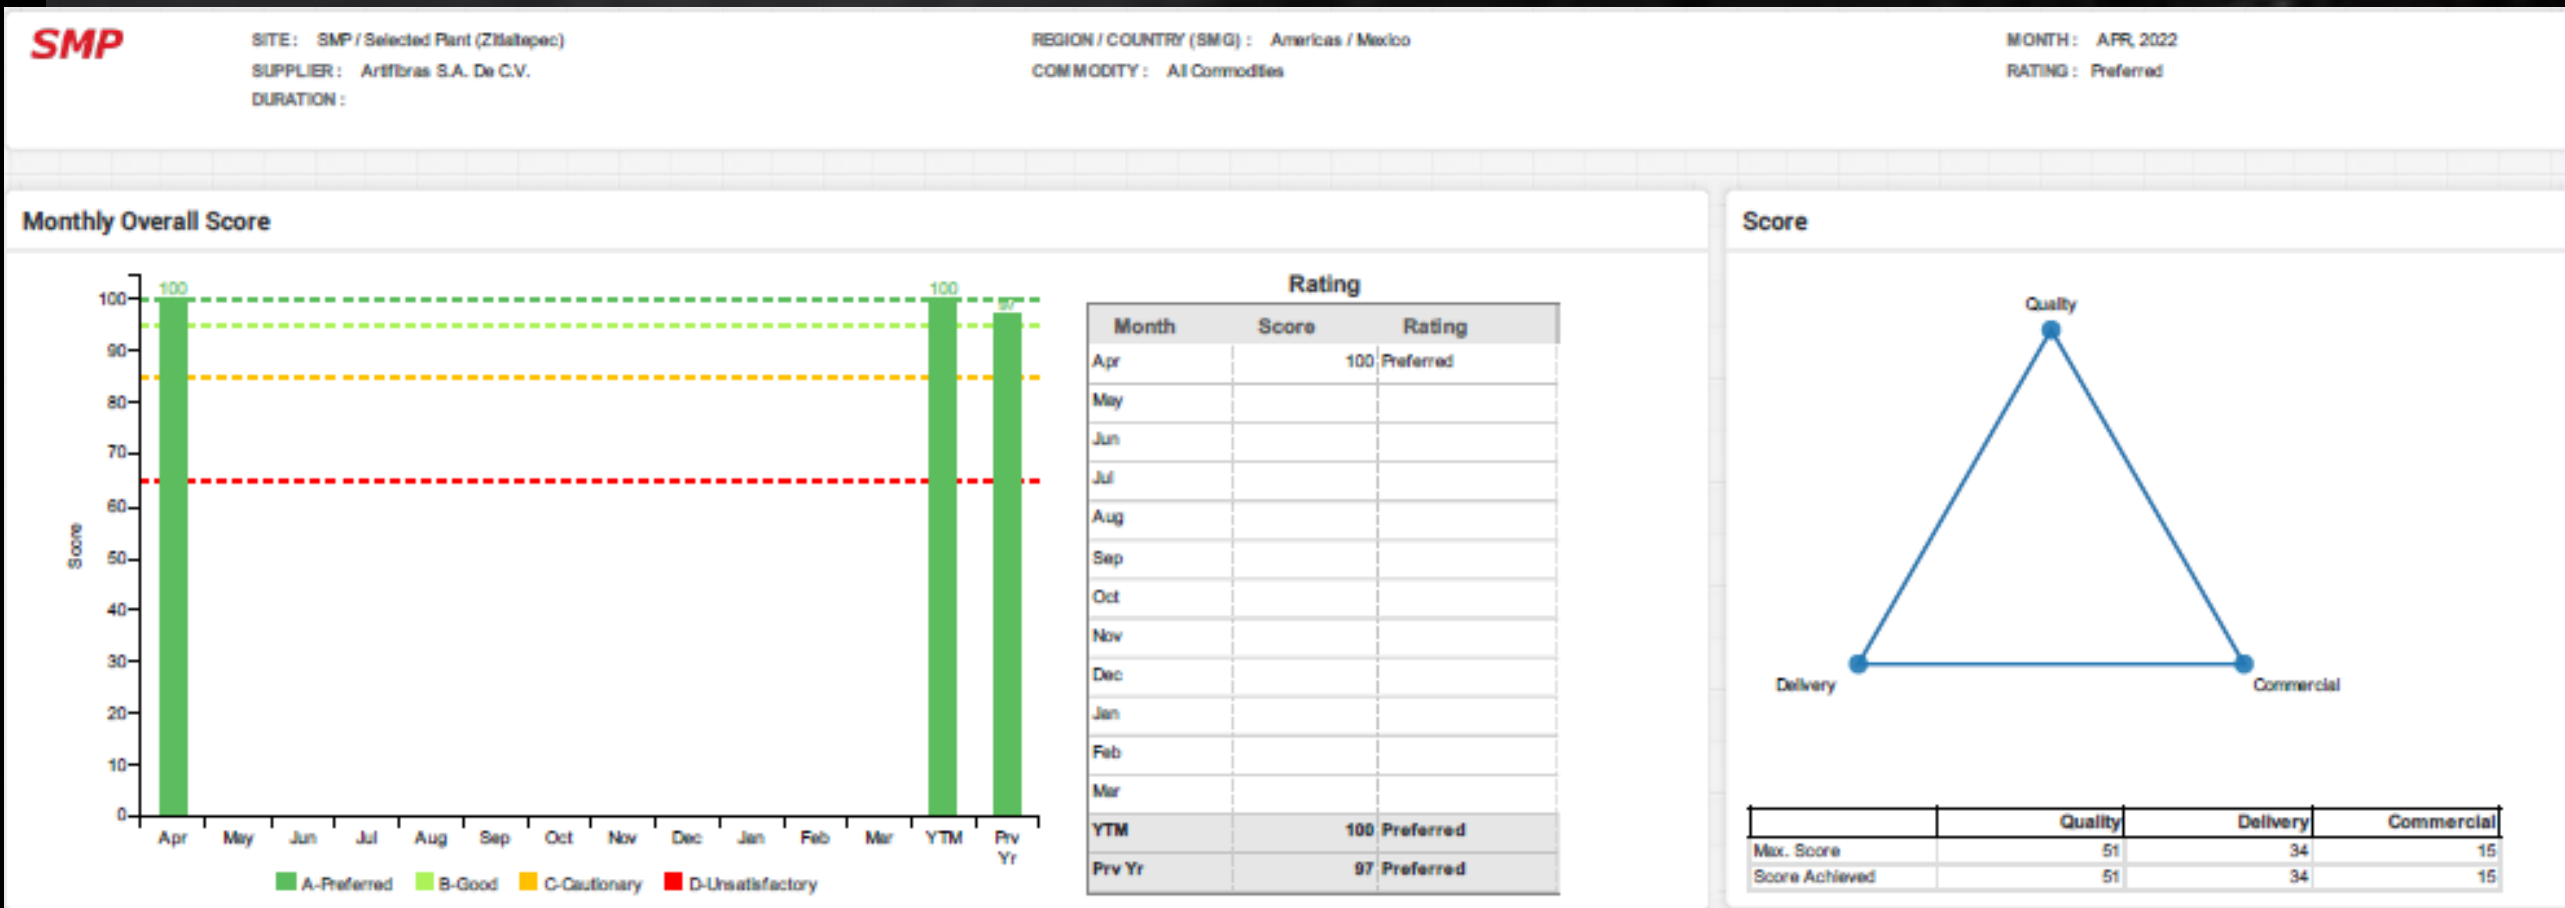 SMP
SITE : SMP / Selected Plant (Zitlaltepec)
SUPPLIER : Artifibras S.A. De C.V.
DURATION :
REGION / COUNTRY (SMG) : Americas / Mexico
COMMODITY : All Commodities
MONTH : APR, 2022
RATING : Preferred
Monthly Overall Score
100
90
80
70
60
50
40
30
20
10
0
Score
100
100
97
Apr May Jun Jul Aug Sep Oct Nov Dec Jan Feb Mar YTM Prv Yr
A-Preferred B-Good C-Cautionary D-Unsatisfactory
Rating
Month Score Rating
Apr 100 Preferred
May
Jun
Jul
Aug
Sep
Oct
Nov
Dec
Jan
Feb
Mar
YTM 100 Preferred
Prv Yr 97 Preferred
Score
Quality
Delivery
Commercial
Quality Delivery Commercial
Max. Score 51 34 15
Score Achieved 51 34 15